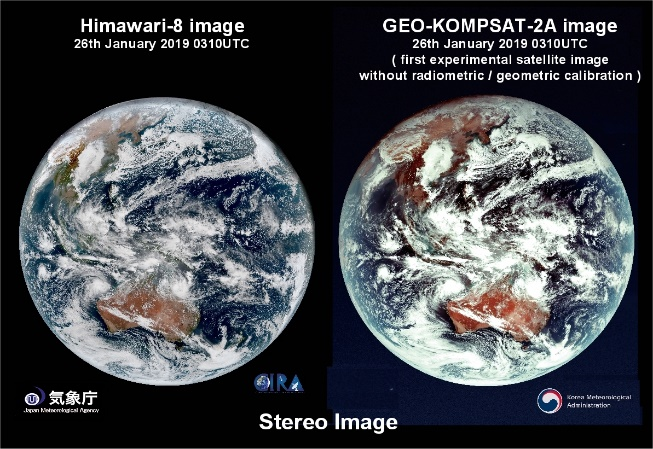 Himawari-8 image
26th January 2019 0310UTC
GEO-KOMPSAT-2A image
26th January 2019 0310UTC
( first experimental satellite image
without radiometric / geometric calibration )
気象庁
Japan Meteorological Agency
CIRA
Korea Meteorological
Administration
Stereo Image